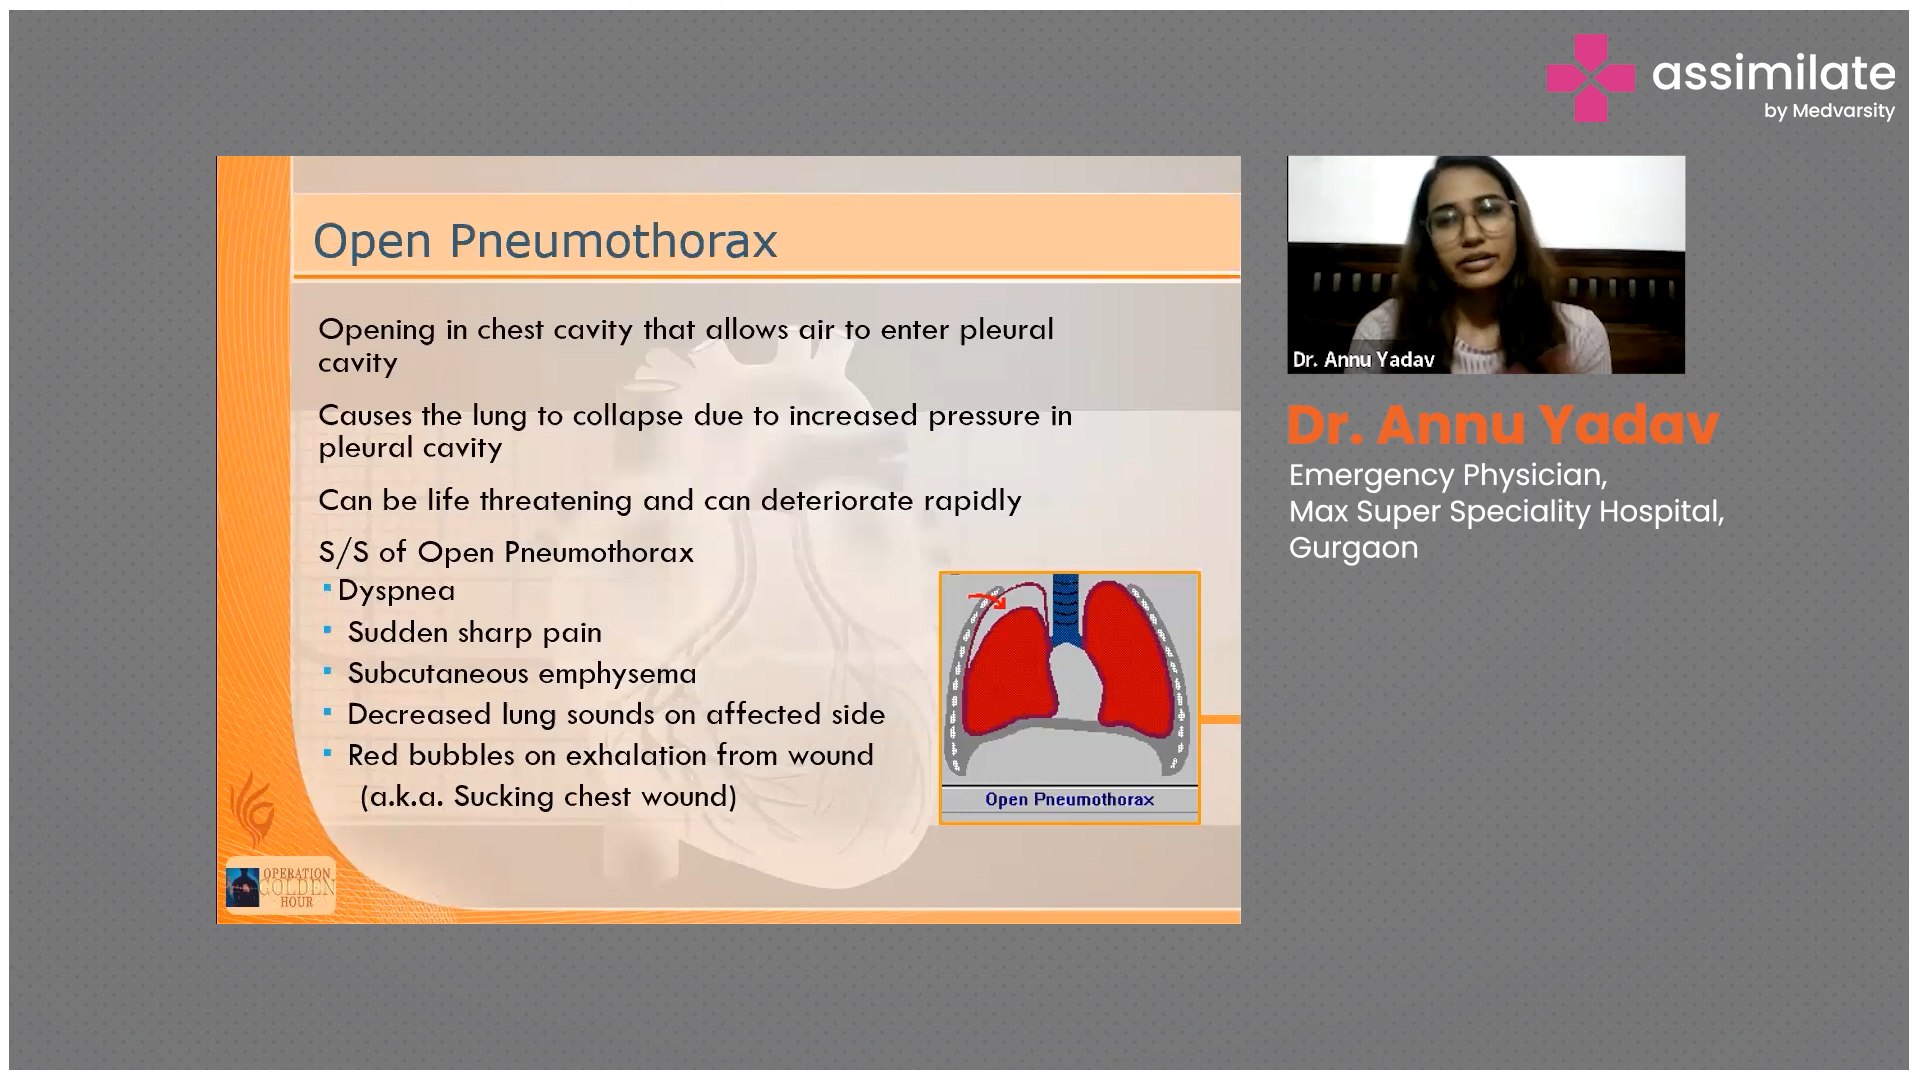 assimilate
by Medvarsity
Open Pneumothorax
Opening in chest cavity that allows air to enter pleural
cavity
Causes the lung to collapse due to increased pressure in
pleural cavity
Can be life threatening and can deteriorate rapidly
S/S of Open Pneumothorax
▪ Dyspnea
▪ Sudden sharp pain
▪ Subcutaneous emphysema
▪ Decreased lung sounds on affected side
▪ Red bubbles on exhalation from wound
(a.k.a. Sucking chest wound)
Open Pneumothorax
OPERATION
GOLDEN
HOUR
Dr. Annu Yadav
Dr. Annu Yadav
Emergency Physician,
Max Super Speciality Hospital,
Gurgaon